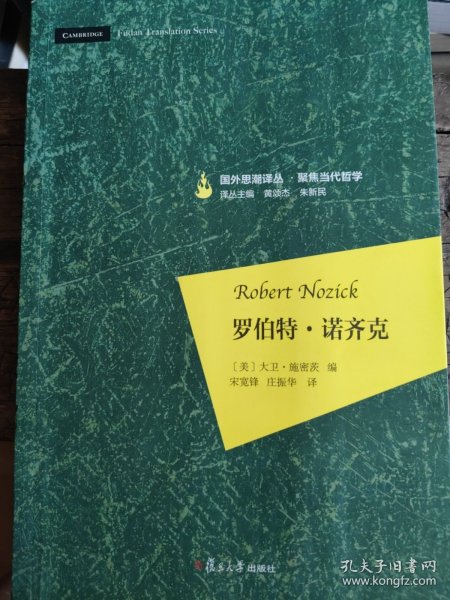 CAMBRIDGE Fudan Translation Series
国外思潮译丛·聚焦当代哲学
译丛主编 黄颂杰 朱新民
Robert Nozick
罗伯特·诺齐克
〔美〕大卫·施密茨 编
宋宽锋 庄振华 译
復旦大學出版社
孔夫子旧书网
www.kongfz.com